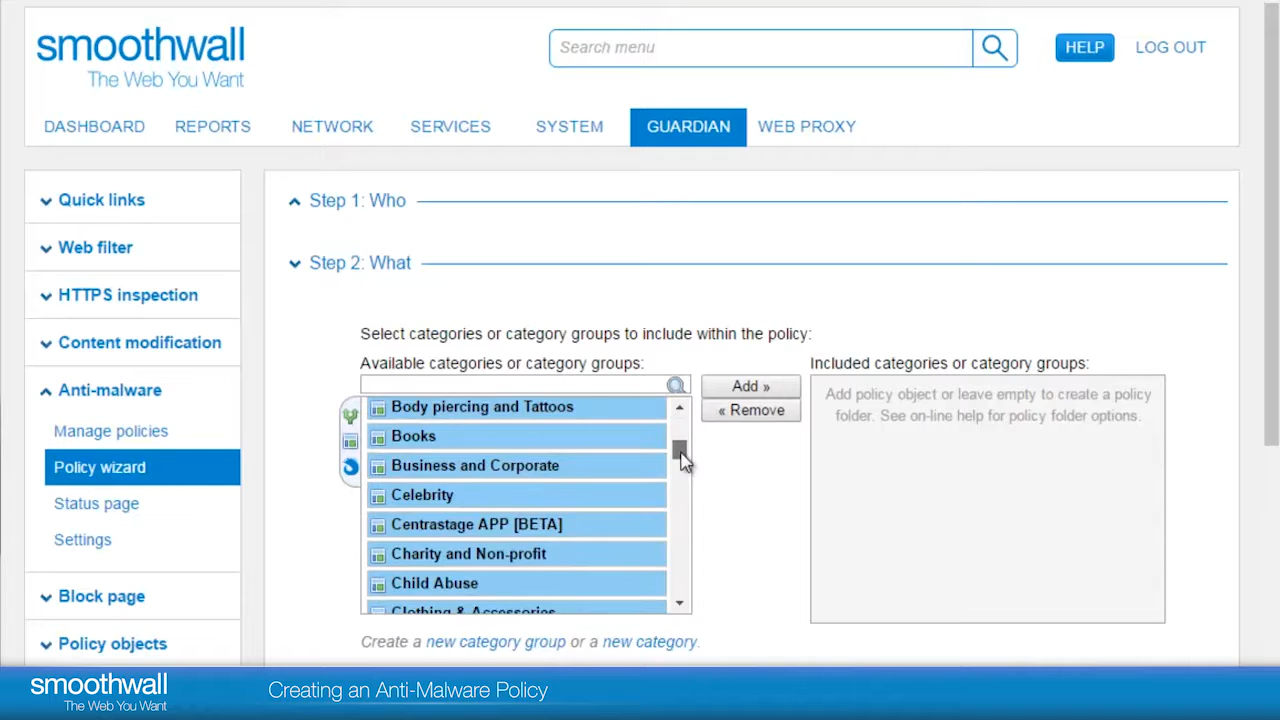 smoothwall
The Web You Want
Search menu
HELP
LOG OUT
DASHBOARD
REPORTS
NETWORK
SERVICES
SYSTEM
GUARDIAN
WEB PROXY
Quick links
Web filter
HTTPS inspection
Content modification
Anti-malware
Manage policies
Policy wizard
Status page
Settings
Block page
Policy objects
Step 1: Who
Step 2: What
Select categories or category groups to include within the policy:
Available categories or category groups:
Body piercing and Tattoos
Books
Business and Corporate
Celebrity
Centrastage APP [BETA]
Charity and Non-profit
Child Abuse
Clothing & Accessories
Add »
« Remove
Included categories or category groups:
Add policy object or leave empty to create a policy
folder. See on-line help for policy folder options.
Create a new category group or a new category.
smoothwall
The Web You Want
Creating an Anti-Malware Policy